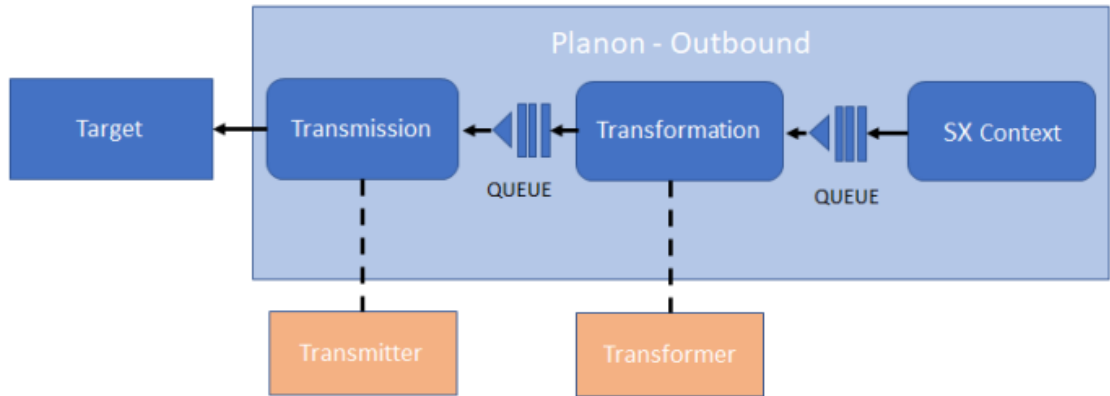 Planon - Outbound
Target
Transmission
Transformation
SX Context
QUEUE
QUEUE
Transmitter
Transformer